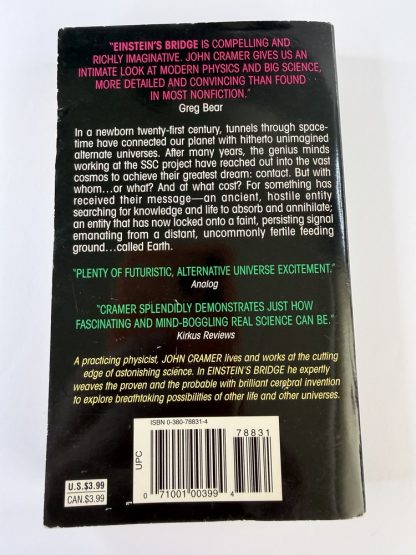 "EINSTEIN'S BRIDGE IS COMPELLING AND
RICHLY IMAGINATIVE. JOHN CRAMER GIVES US AN
INTIMATE LOOK AT MODERN PHYSICS AND BIG SCIENCE,
MORE DETAILED AND CONVINCING THAN FOUND
IN MOST NONFICTION."
Greg Bear
In a newborn twenty-first century, tunnels through space-
time have connected our planet with hitherto unimagined
alternate universes. After many years, the genius minds
working at the SSC project have reached out into the vast
cosmos to achieve their greatest dream: contact. But with
whom...or what? And at what cost? For something has
received their message—an ancient, hostile entity
searching for knowledge and life to absorb and annihilate;
an entity that has now locked onto a faint, persisting signal
emanating from a distant, uncommonly fertile feeding
ground...called Earth.
"PLENTY OF FUTURISTIC, ALTERNATIVE UNIVERSE EXCITEMENT."
Analog
"CRAMER SPLENDIDLY DEMONSTRATES JUST HOW
FASCINATING AND MIND-BOGGLING REAL SCIENCE CAN BE."
Kirkus Reviews
A practicing physicist, JOHN CRAMER lives and works at the cutting
edge of astonishing science. In EINSTEIN'S BRIDGE he expertly
weaves the proven and the probable with brilliant cerebral invention
to explore breathtaking possibilities of other life and other universes.
ISBN 0-380-78831-4
78831
UPC
0 71001 00399 4
U.S.$3.99
CAN.$3.99